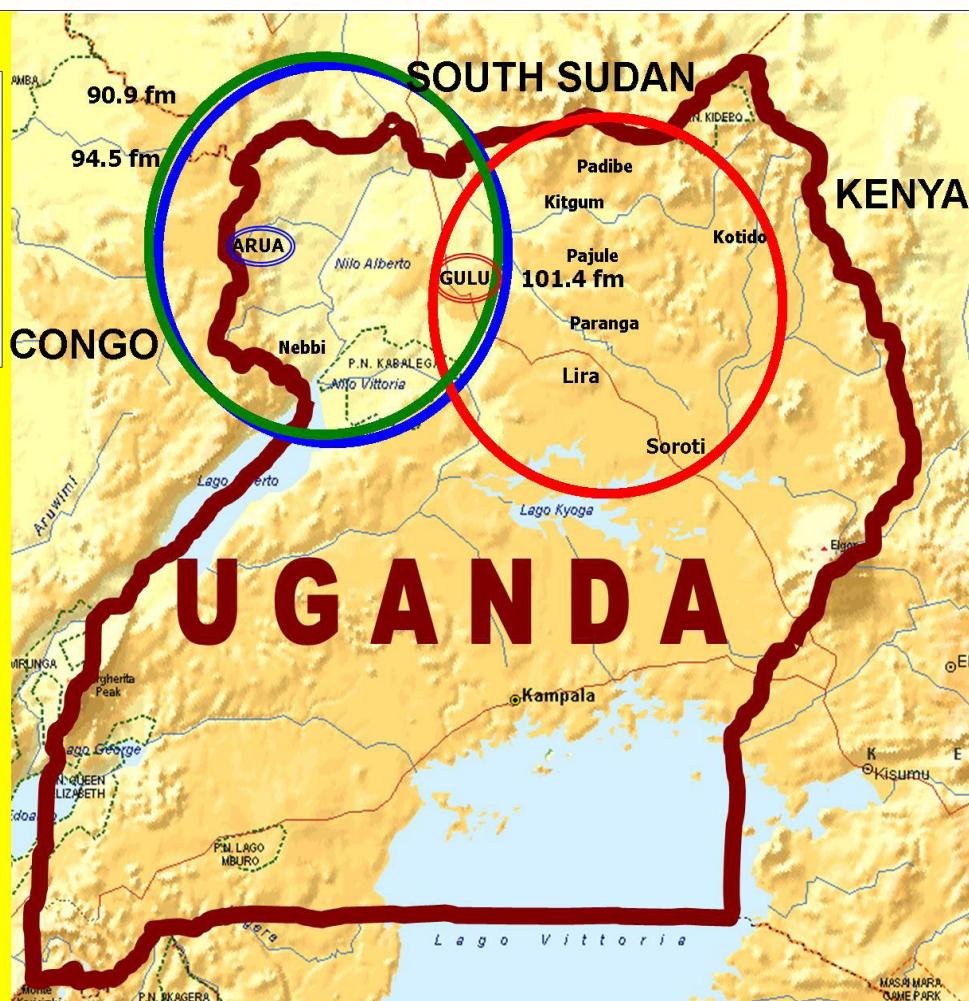 SOUTH SUDAN
AMBA
90.9 fm
P.N. KIDEPO
94.5 fm
Padibe
KENYA
Kitgum
Kotido
ARUA
Pajule
Nilo Alberto
GULU
101.4 fm
Paranga
CONGO
Nebbi
P.N. KABALEGA
Lira
Nilo Vittoria
Soroti
Lago Alberto
Aruwimi
Lago Kyoga
Elgon
UGANDA
Kampala
Peak
Lago George
K E
Kisumu
P.N. QUEEN
ELIZABETH
P.N. LAGO
MBURO
Lago Vittoria
Monte
P.N. AKAGERA
MASAI MARA
GAME PARK